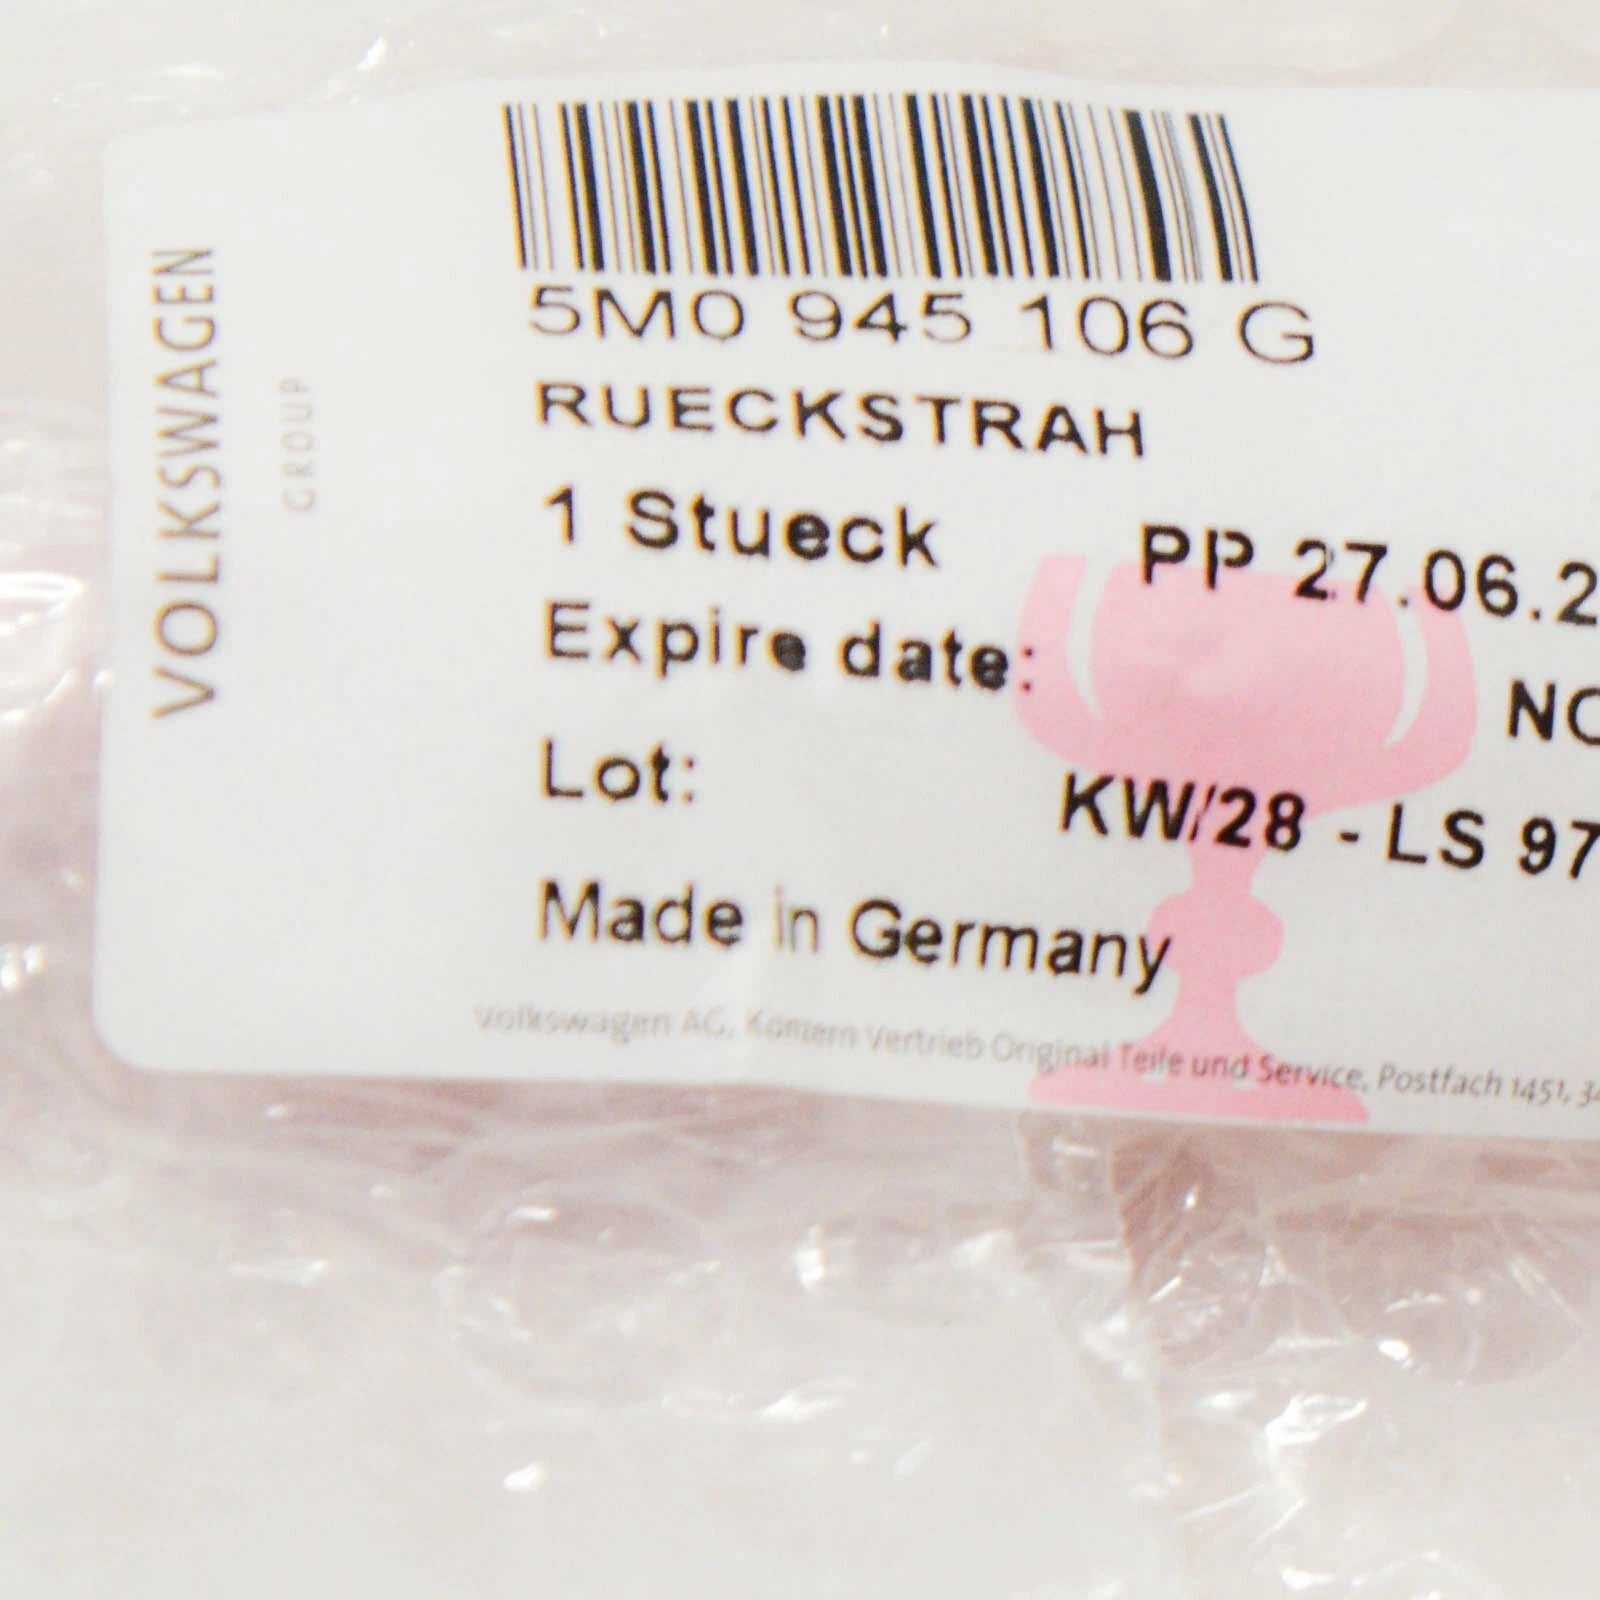 VOLKSWAGEN
GROUP
5M0 945 106 G
RUECKSTRAH
1 Stueck PP 27.06.2
Expire date: NO
Lot: KW/28 - LS 97
Made in Germany
Volkswagen AG, Konzern Vertrieb Original Teile und Service, Postfach 1451, 34